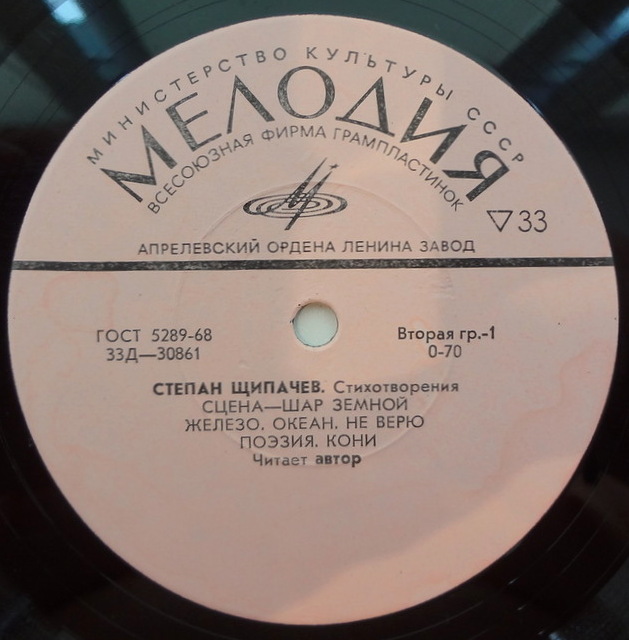 МИНИСТЕРСТВО КУЛЬТУРЫ СССР
МЕЛОДИЯ
ВСЕСОЮЗНАЯ ФИРМА ГРАМПЛАСТИНОК
▽33
АПРЕЛЕВСКИЙ ОРДЕНА ЛЕНИНА ЗАВОД
ГОСТ 5289-68
Вторая гр.-1
33Д—30861
0-70
СТЕПАН ЩИПАЧЕВ. Стихотворения
СЦЕНА—ШАР ЗЕМНОЙ
ЖЕЛЕЗО. ОКЕАН. НЕ ВЕРЮ
ПОЭЗИЯ. КОНИ
Читает автор